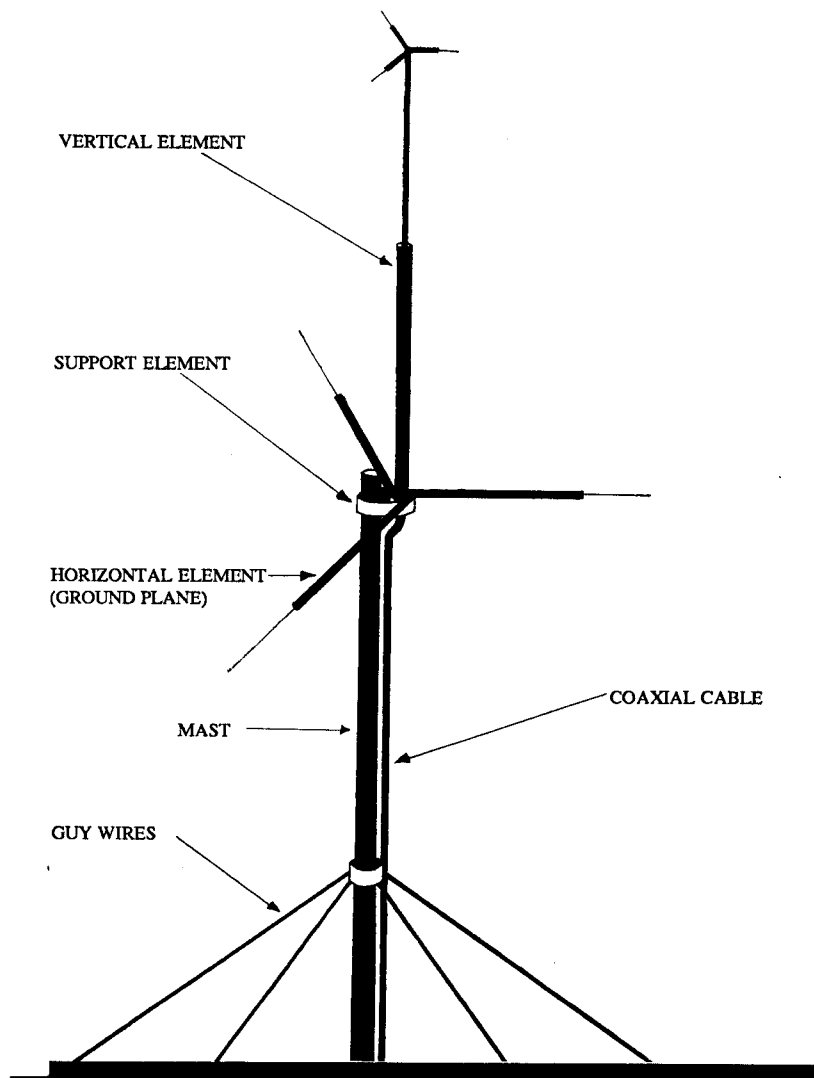 VERTICAL ELEMENT
SUPPORT ELEMENT
HORIZONTAL ELEMENT
(GROUND PLANE)
COAXIAL CABLE
MAST
GUY WIRES